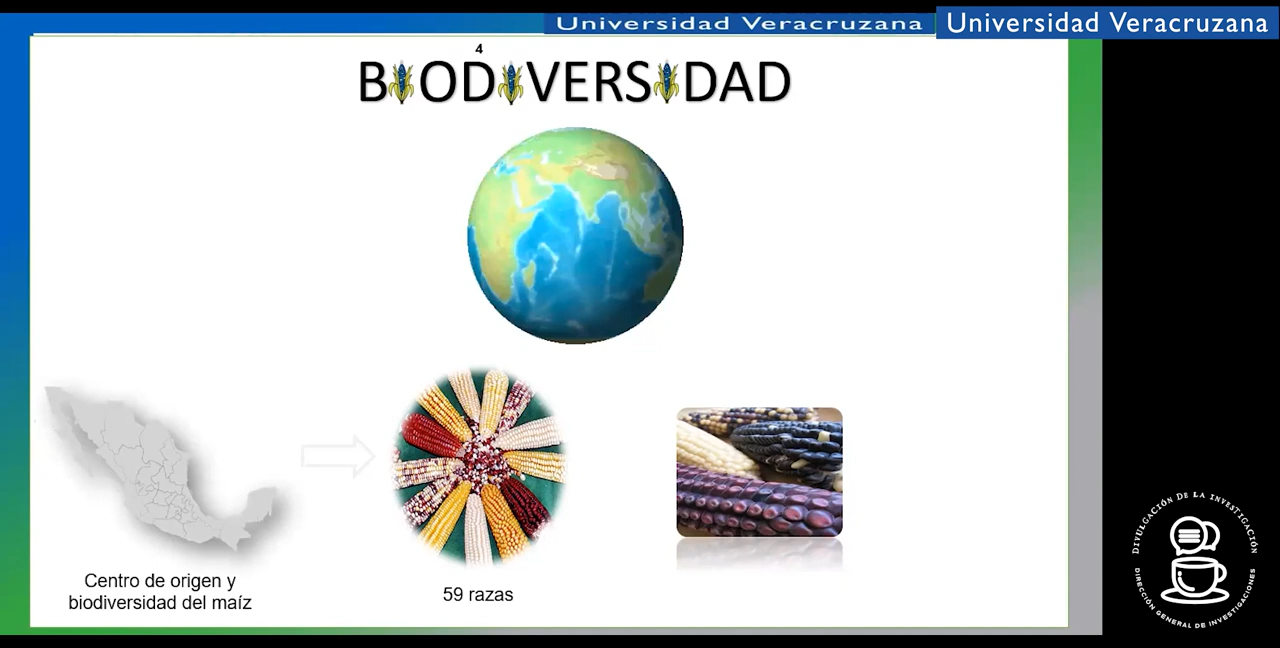 Universidad Veracruzana
Universidad Veracruzana
4
BIODIVERSIDAD
Centro de origen y
biodiversidad del maíz
59 razas
DIVULGACIÓN DE LA INVESTIGACIÓN
DIRECCIÓN GENERAL DE INVESTIGACIONES